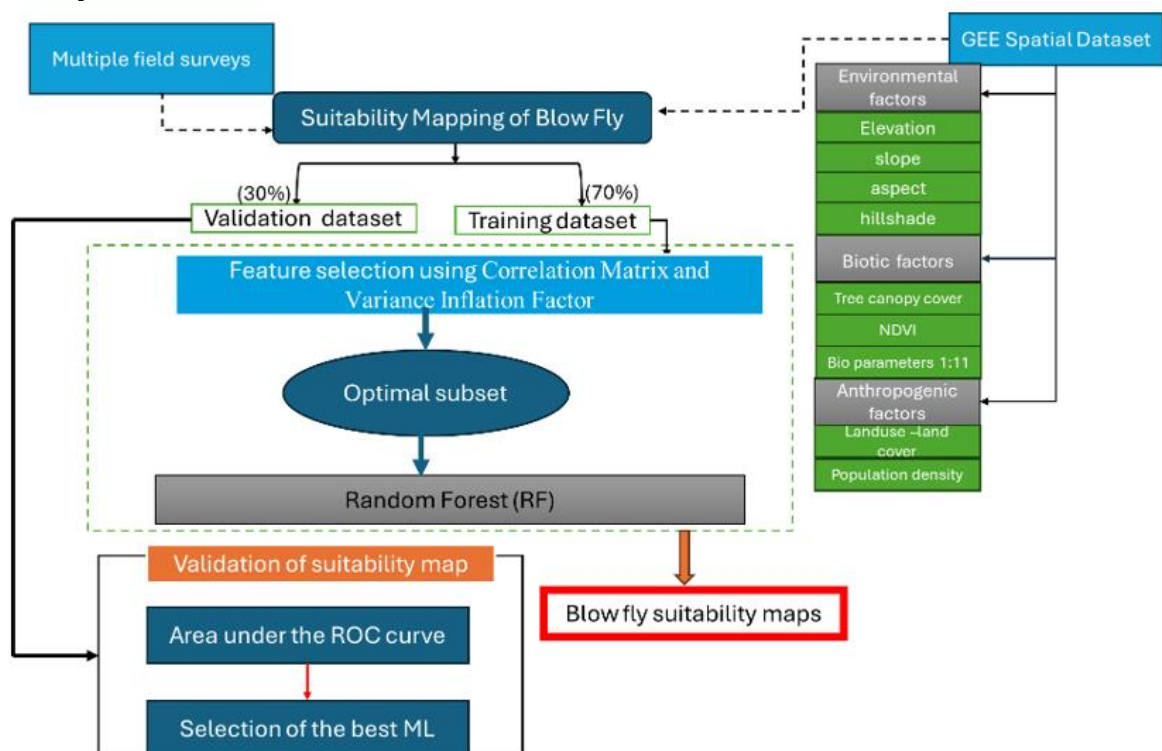 Multiple field surveys
GEE Spatial Dataset
Suitability Mapping of Blow Fly
Environmental
factors
Elevation
slope
aspect
hillshade
Biotic factors
Tree canopy cover
NDVI
Bio parameters 1:11
Anthropogenic
factors
Landuse –land
cover
Population density
(30%)
(70%)
Validation dataset
Training dataset
Feature selection using Correlation Matrix and
Variance Inflation Factor
Optimal subset
Random Forest (RF)
Validation of suitability map
Blow fly suitability maps
Area under the ROC curve
Selection of the best ML